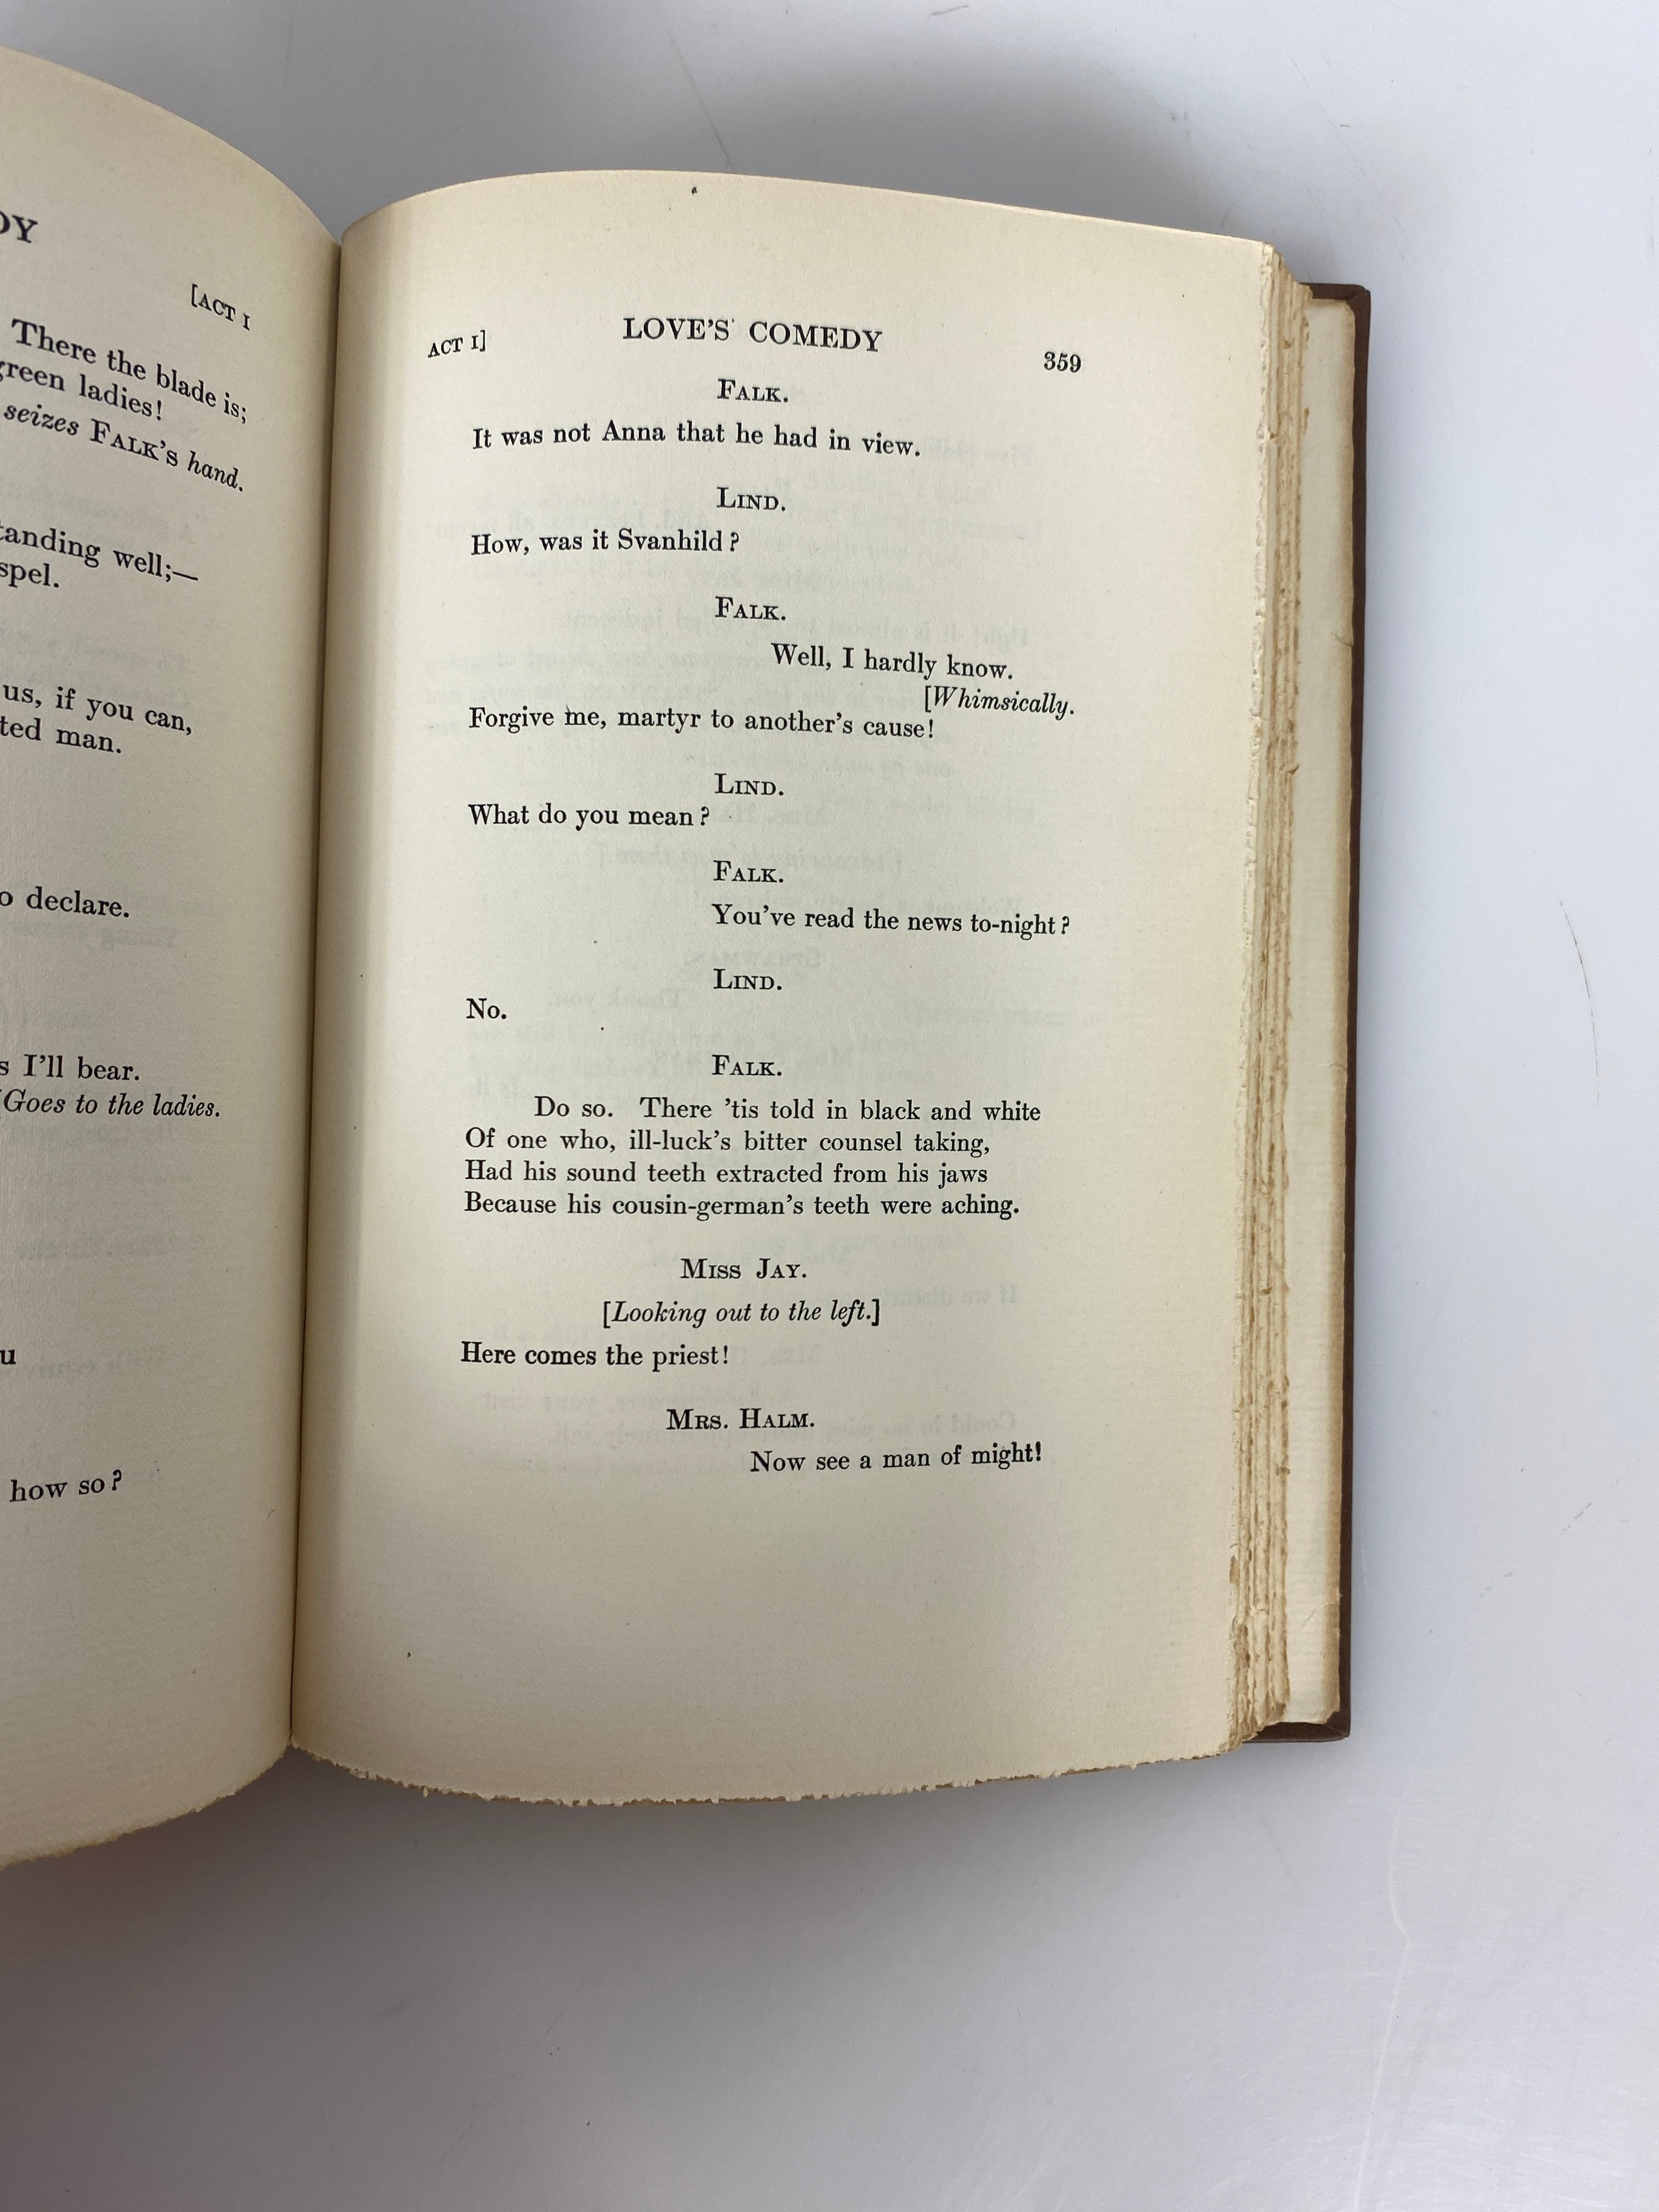 DY
[ACT I
There the blade is;
green ladies!
seizes FALK'S hand.
tanding well;—
spel.
us, if you can,
ted man.
o declare.
s I'll bear.
[Goes to the ladies.
u
how so?
ACT I] LOVE'S COMEDY 359
FALK.
It was not Anna that he had in view.
LIND.
How, was it Svanhild?
FALK.
Well, I hardly know.
[Whimsically.
Forgive me, martyr to another's cause!
LIND.
What do you mean?
FALK.
You've read the news to-night?
LIND.
No.
FALK.
Do so. There 'tis told in black and white
Of one who, ill-luck's bitter counsel taking,
Had his sound teeth extracted from his jaws
Because his cousin-german's teeth were aching.
MISS JAY.
[Looking out to the left.]
Here comes the priest!
MRS. HALM.
Now see a man of might!